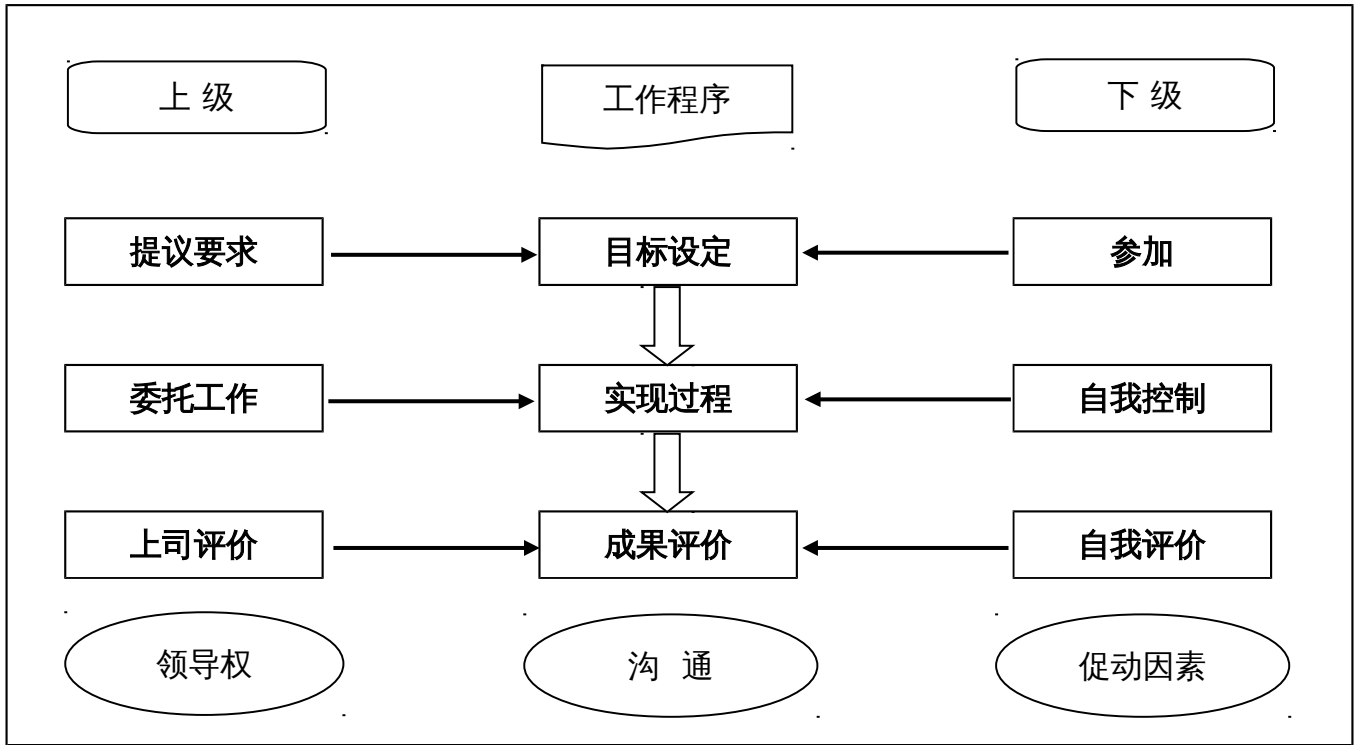 上 级
工作程序
下 级
提议要求
目标设定
参加
委托工作
实现过程
自我控制
上司评价
成果评价
自我评价
领导权
沟 通
促动因素